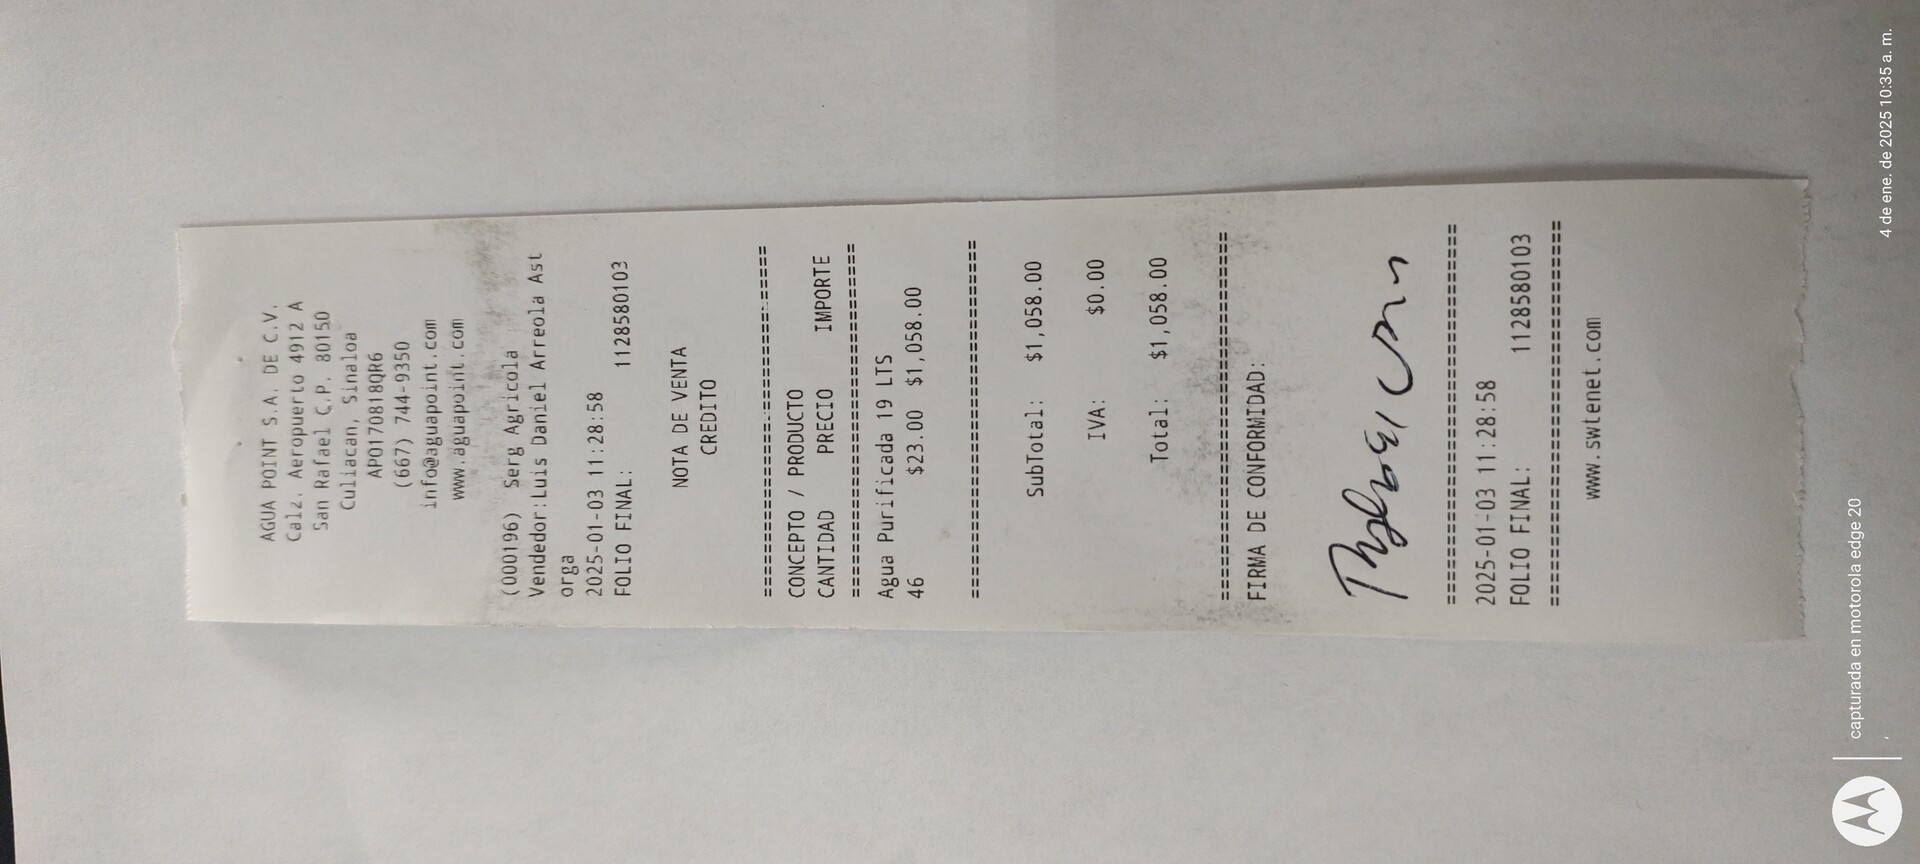 AGUA POINT S.A. DE C.V.
Calz. Aeropuerto 4912 A
San Rafael C.P. 80150
Culiacan, Sinaloa
APO170818QR6
(667) 744-9350
info@aguapoint.com
www.aguapoint.com
(000196) Serg Agricola
Vendedor:Luis Daniel Arreola Ast
orga
2025-01-03 11:28:58
FOLIO FINAL: 1128580103
NOTA DE VENTA
CREDITO
================================
CONCEPTO / PRODUCTO
CANTIDAD PRECIO IMPORTE
================================
Agua Purificada 19 LTS
46 $23.00 $1,058.00
================================
SubTotal: $1,058.00
IVA: $0.00
Total: $1,058.00
================================
FIRMA DE CONFORMIDAD:
================================
2025-01-03 11:28:58
FOLIO FINAL: 1128580103
================================
www.swtenet.com
capturada en motorola edge 20
4 de ene. de 2025 10:35 a. m.